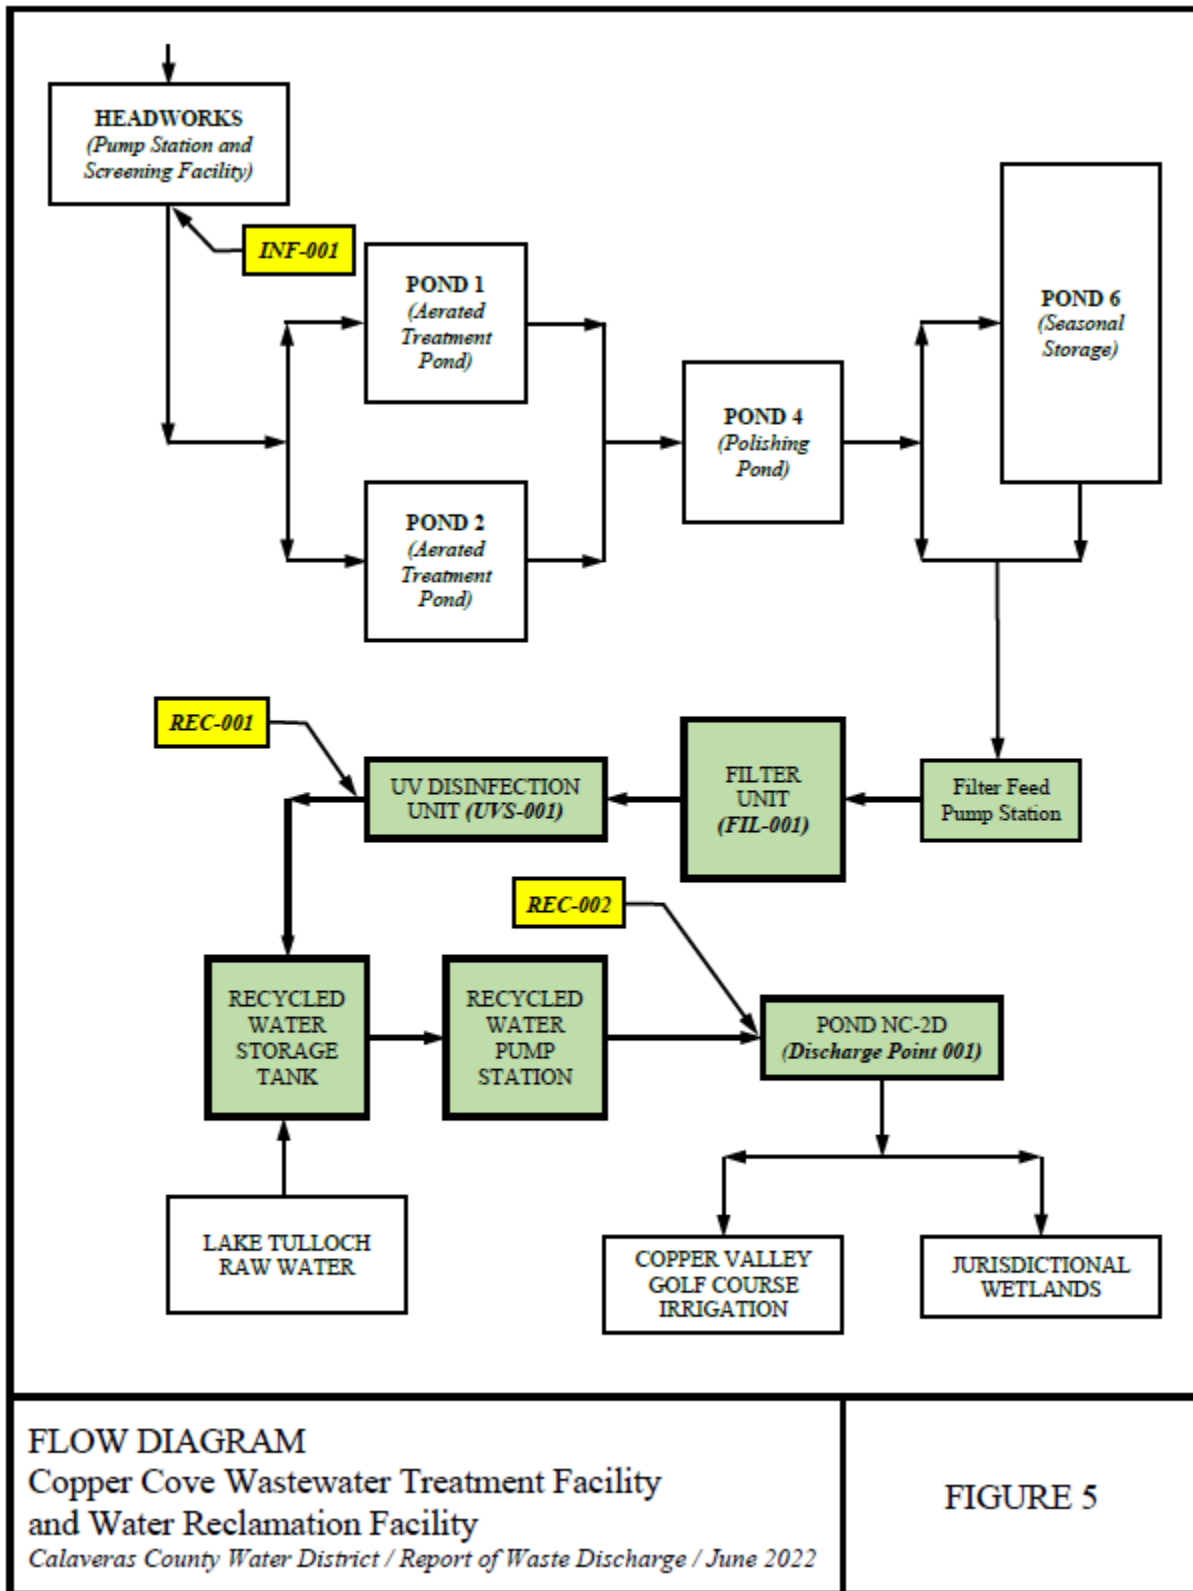 HEADWORKS
(Pump Station and
Screening Facility)
INF-001
POND 1
(Aerated
Treatment
Pond)
POND 6
(Seasonal
Storage)
POND 4
(Polishing
Pond)
POND 2
(Aerated
Treatment
Pond)
REC-001
UV DISINFECTION
UNIT (UVS-001)
FILTER
UNIT
(FIL-001)
Filter Feed
Pump Station
REC-002
RECYCLED
WATER
STORAGE
TANK
RECYCLED
WATER
PUMP
STATION
POND NC-2D
(Discharge Point 001)
LAKE TULLOCH
RAW WATER
COPPER VALLEY
GOLF COURSE
IRRIGATION
JURISDICTIONAL
WETLANDS
FLOW DIAGRAM
Copper Cove Wastewater Treatment Facility
and Water Reclamation Facility
Calaveras County Water District / Report of Waste Discharge / June 2022
FIGURE 5